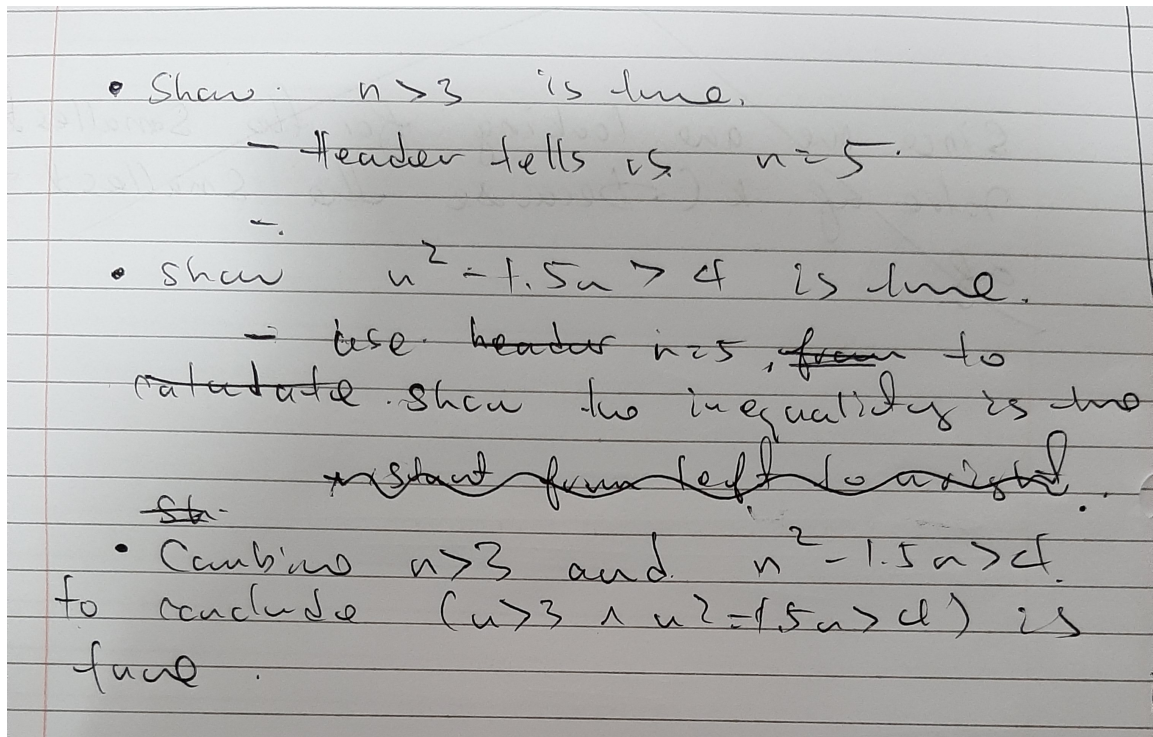 • Show n>3 is true.
- Header tells us n=5.
-.
• show n² - 1.5n > 4 is true.
- Use header n=5, from to
calculate show the inequality is true
start from left to a right.
Sh
• Combine n>3 and n² - 1.5n > 4.
to conclude (n>3 ∧ n² - 1.5n > 4) is
true.